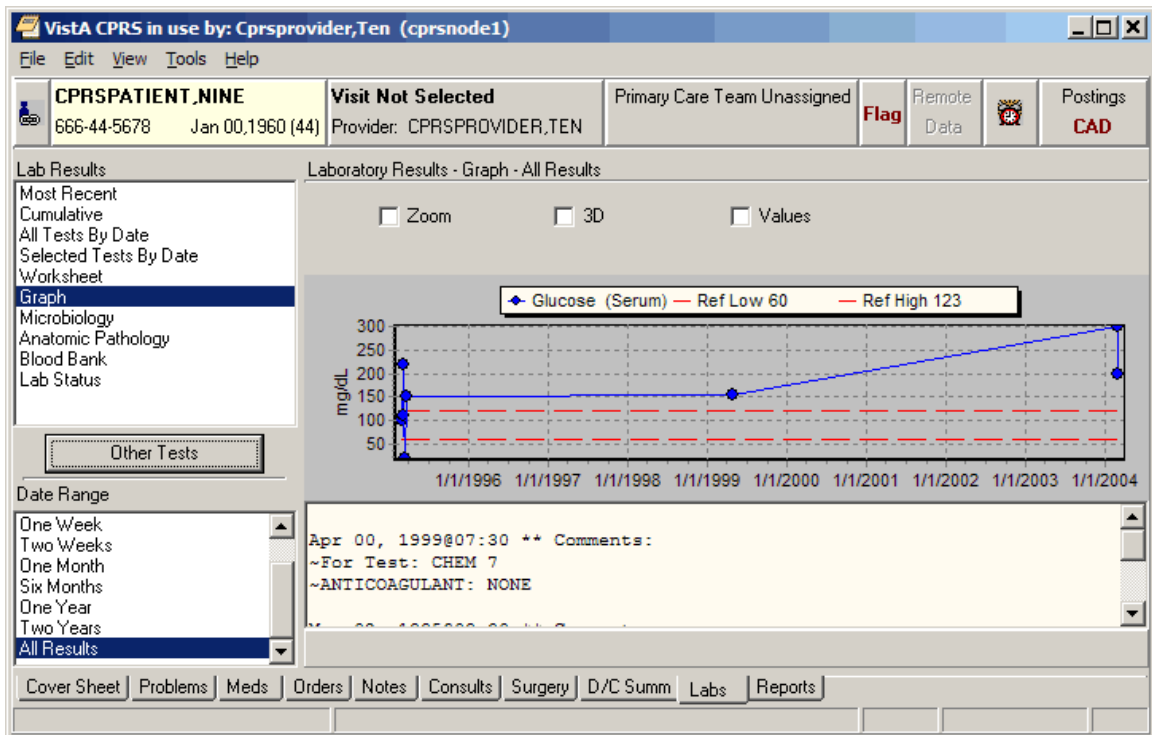 VistA CPRS in use by: Cprsprovider,Ten (cprsnode1)
File Edit View Tools Help
CPRSPATIENT,NINE
666-44-5678 Jan 00,1960 (44)
Visit Not Selected
Provider: CPRSPROVIDER,TEN
Primary Care Team Unassigned
Flag
Remote
Data
Postings
CAD
Lab Results
Most Recent
Cumulative
All Tests By Date
Selected Tests By Date
Worksheet
Graph
Microbiology
Anatomic Pathology
Blood Bank
Lab Status
Other Tests
Date Range
One Week
Two Weeks
One Month
Six Months
One Year
Two Years
All Results
Laboratory Results - Graph - All Results
Zoom 3D Values
Glucose (Serum) Ref Low 60 Ref High 123
mg/dL
300
250
200
150
100
50
1/1/1996 1/1/1997 1/1/1998 1/1/1999 1/1/2000 1/1/2001 1/1/2002 1/1/2003 1/1/2004
Apr 00, 1999@07:30 ** Comments:
~For Test: CHEM 7
~ANTICOAGULANT: NONE
Cover Sheet Problems Meds Orders Notes Consults Surgery D/C Summ Labs Reports